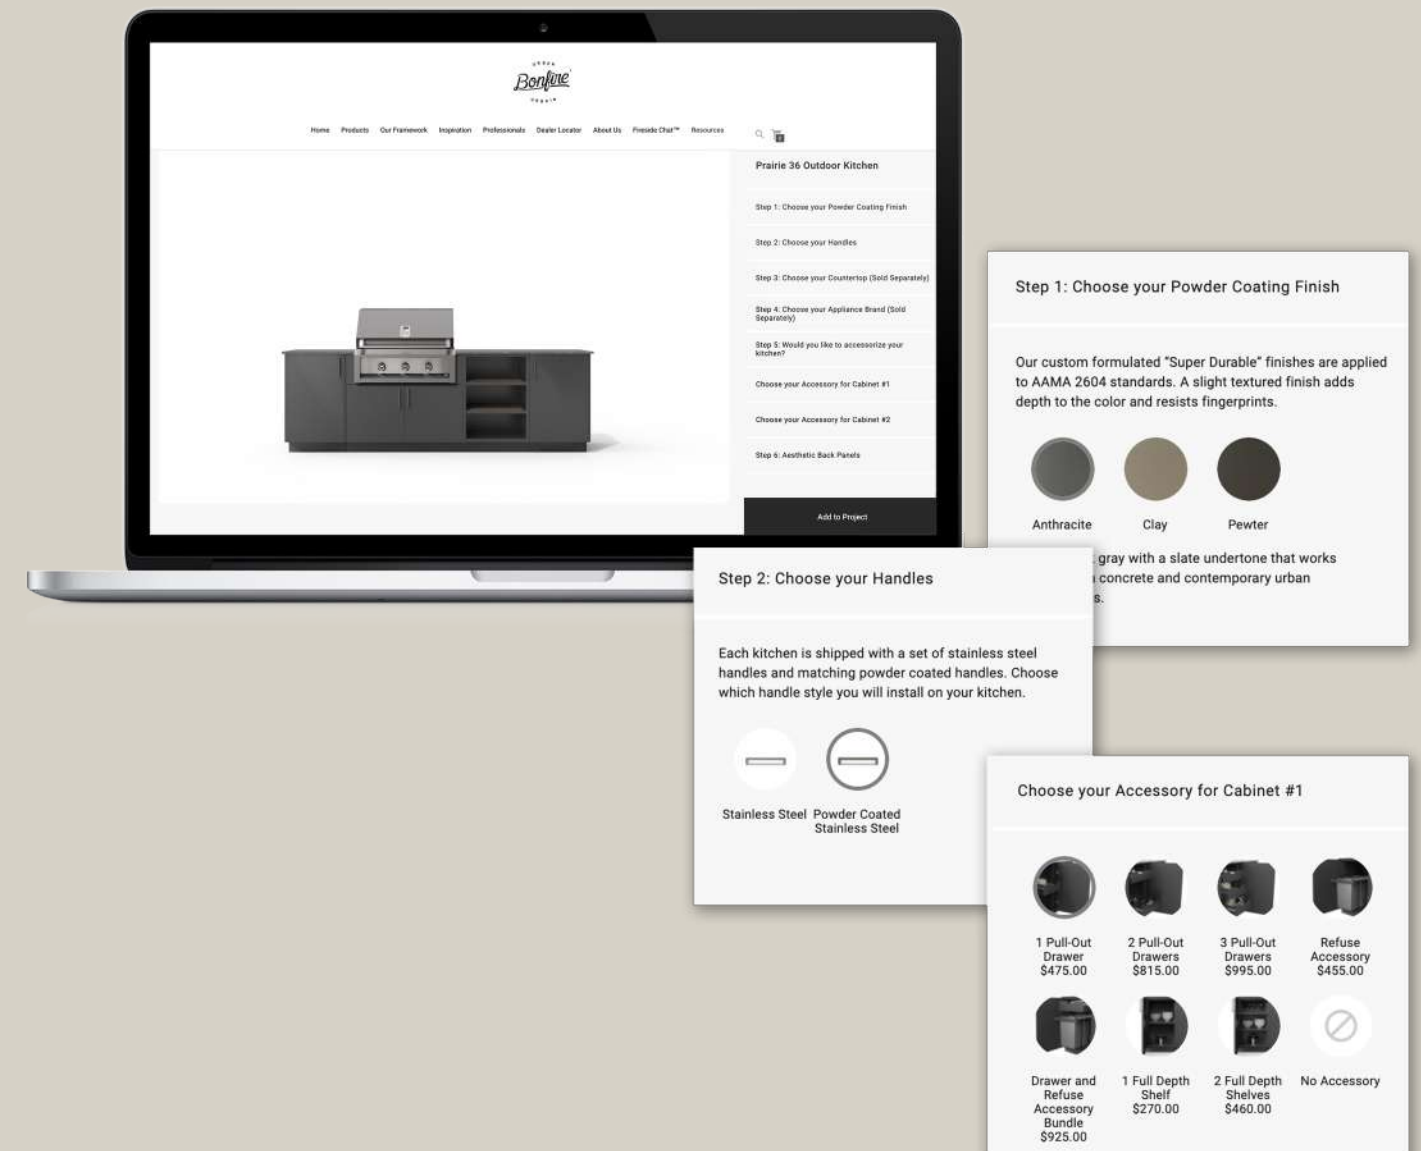 URBAN
Bonfire
Home Products Our Framework Inspiration Professionals Dealer Locator About Us Fireside Chat™ Resources
0
Prairie 36 Outdoor Kitchen
Step 1: Choose your Powder Coating Finish
Step 2: Choose your Handles
Step 3: Choose your Countertop (Sold Separately)
Step 4: Choose your Appliance Brand (Sold
Separately)
Step 5: Would you like to accessorize your
kitchen?
Choose your Accessory for Cabinet #1
Choose your Accessory for Cabinet #2
Step 6: Aesthetic Back Panels
Add to Project
Step 1: Choose your Powder Coating Finish
Our custom formulated “Super Durable” finishes are applied
to AAMA 2604 standards. A slight textured finish adds
depth to the color and resists fingerprints.
Anthracite Clay Pewter
gray with a slate undertone that works
concrete and contemporary urban
s.
Step 2: Choose your Handles
Each kitchen is shipped with a set of stainless steel
handles and matching powder coated handles. Choose
which handle style you will install on your kitchen.
Stainless Steel Powder Coated
Stainless Steel
Choose your Accessory for Cabinet #1
1 Pull-Out 2 Pull-Out 3 Pull-Out Refuse
Drawer Drawers Drawers Accessory
$475.00 $815.00 $995.00 $455.00
Drawer and 1 Full Depth 2 Full Depth No Accessory
Refuse Shelf Shelves
Accessory $270.00 $460.00
Bundle
$925.00